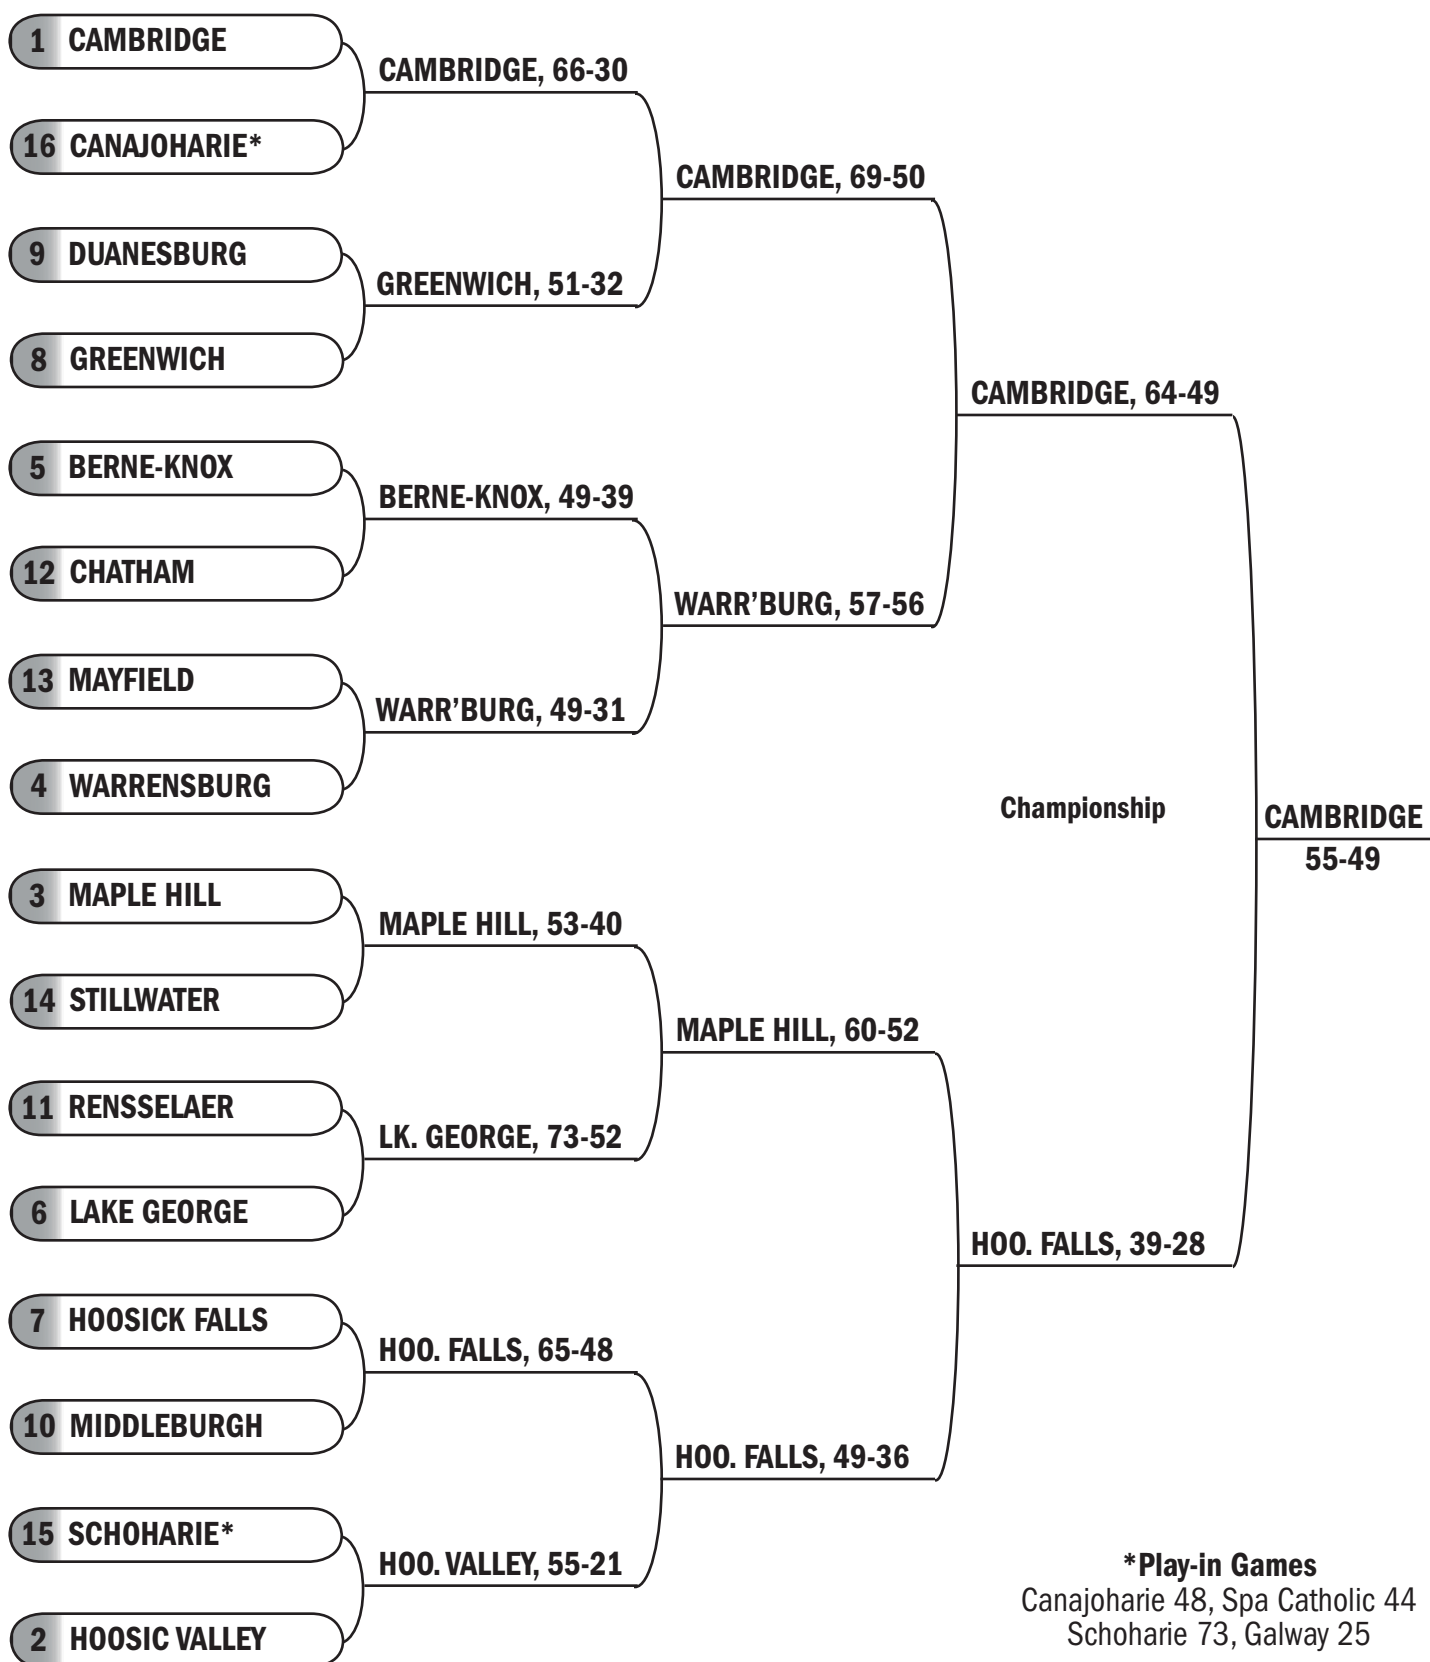 1 CAMBRIDGE
16 CANAJOHARIE*
9 DUANESBURG
8 GREENWICH
5 BERNE-KNOX
12 CHATHAM
13 MAYFIELD
4 WARRENSBURG
3 MAPLE HILL
14 STILLWATER
11 RENSSELAER
6 LAKE GEORGE
7 HOOSICK FALLS
10 MIDDLEBURGH
15 SCHOHARIE*
2 HOOSIC VALLEY
CAMBRIDGE, 66-30
GREENWICH, 51-32
BERNE-KNOX, 49-39
WARR’BURG, 49-31
MAPLE HILL, 53-40
LK. GEORGE, 73-52
HOO. FALLS, 65-48
HOO. VALLEY, 55-21
CAMBRIDGE, 69-50
WARR’BURG, 57-56
MAPLE HILL, 60-52
HOO. FALLS, 49-36
CAMBRIDGE, 64-49
HOO. FALLS, 39-28
Championship
CAMBRIDGE
55-49
*Play-in Games
Canajoharie 48, Spa Catholic 44
Schoharie 73, Galway 25